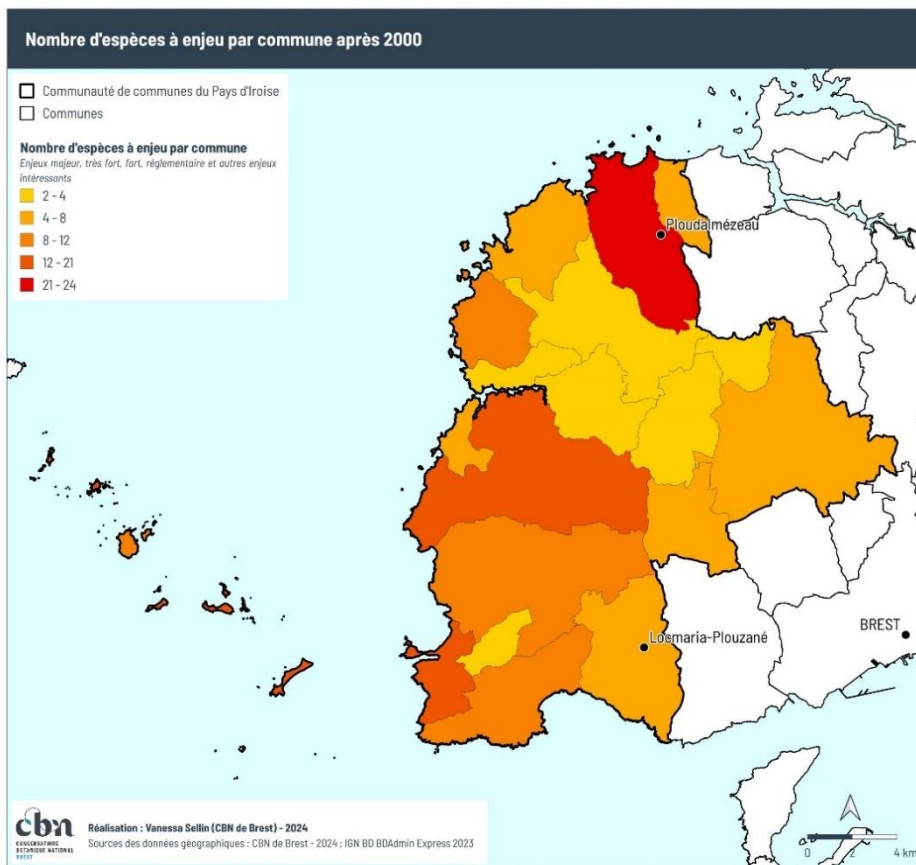 Nombre d'espèces à enjeu par commune après 2000
Communauté de communes du Pays d'Iroise
Communes
Nombre d'espèces à enjeu par commune
Enjeux majeur, très fort, fort, réglementaire et autres enjeux
intéressants
2 - 4
4 - 8
8 - 12
12 - 21
21 - 24
Ploudalmézeau
BREST
Locmaria-Plouzané
0 2 4 km
cbn
CONSERVATOIRE
BOTANIQUE NATIONAL
BREST
Réalisation : Vanessa Sellin (CBN de Brest) - 2024
Sources des données géographiques : CBN de Brest - 2024 ; IGN BD BDAdmin Express 2023